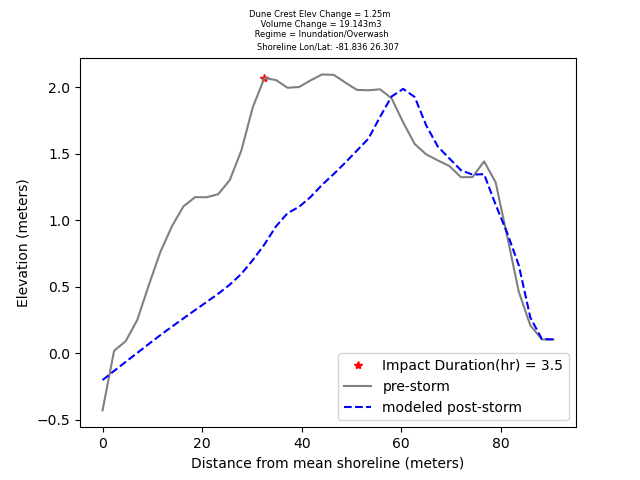 Dune Crest Elev Change = 1.25m
Volume Change = 19.143m3
Regime = Inundation/Overwash
Shoreline Lon/Lat: -81.836 26.307
2.0
1.5
1.0
0.5
0.0
−0.5
Elevation (meters)
Impact Duration(hr) = 3.5
pre-storm
modeled post-storm
0 20 40 60 80
Distance from mean shoreline (meters)